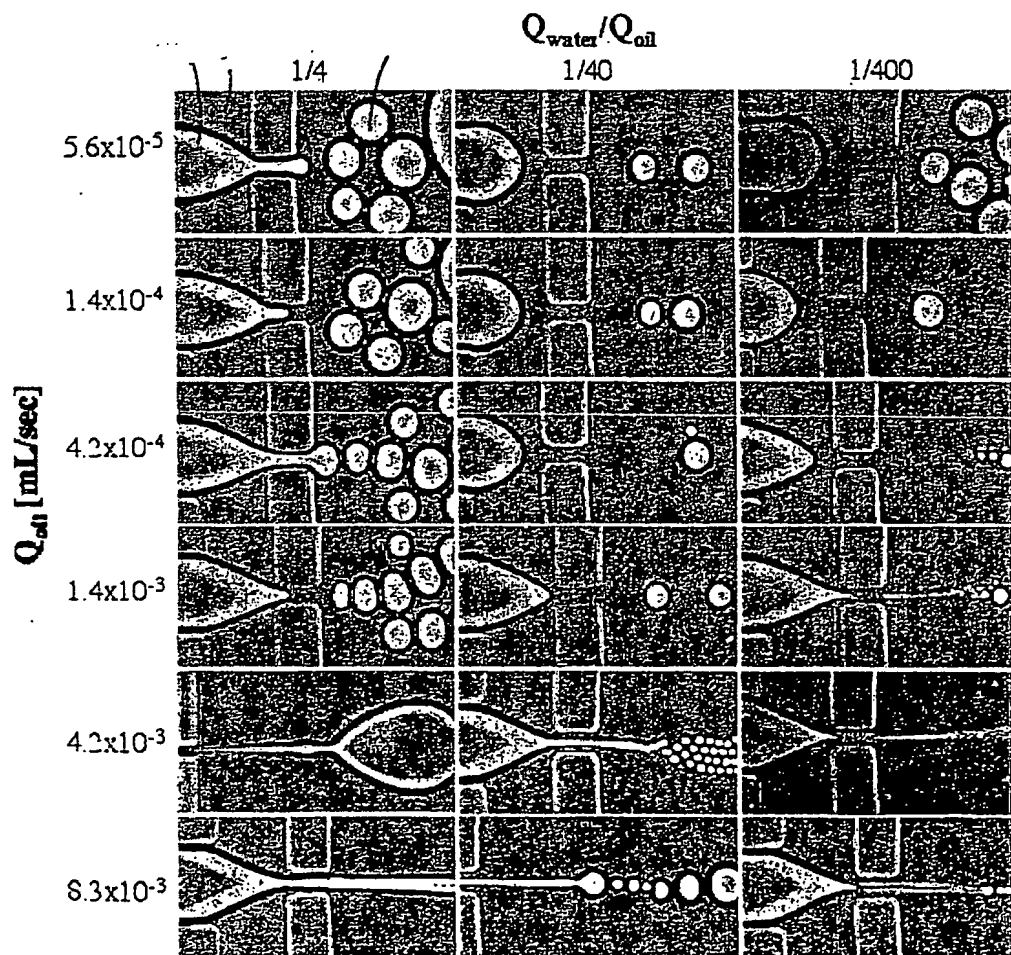 Q_water/Q_oil
1/4 1/40 1/400
5.6x10⁻⁵
1.4x10⁻⁴
4.2x10⁻⁴
Q_oil [mL/sec]
1.4x10⁻³
4.2x10⁻³
8.3x10⁻³